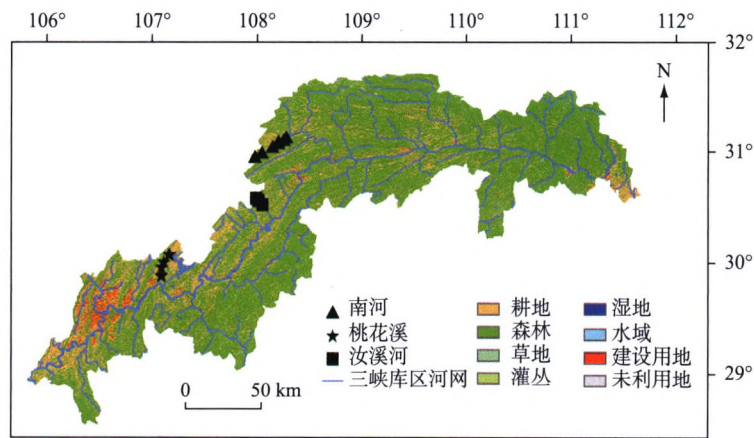 106° 107° 108° 109° 110° 111° 112°
32°
N
31°
30°
南河 耕地 湿地
桃花溪 森林 水域
汝溪河 草地 建设用地
三峡库区河网 灌丛 未利用地
29°
0 50 km